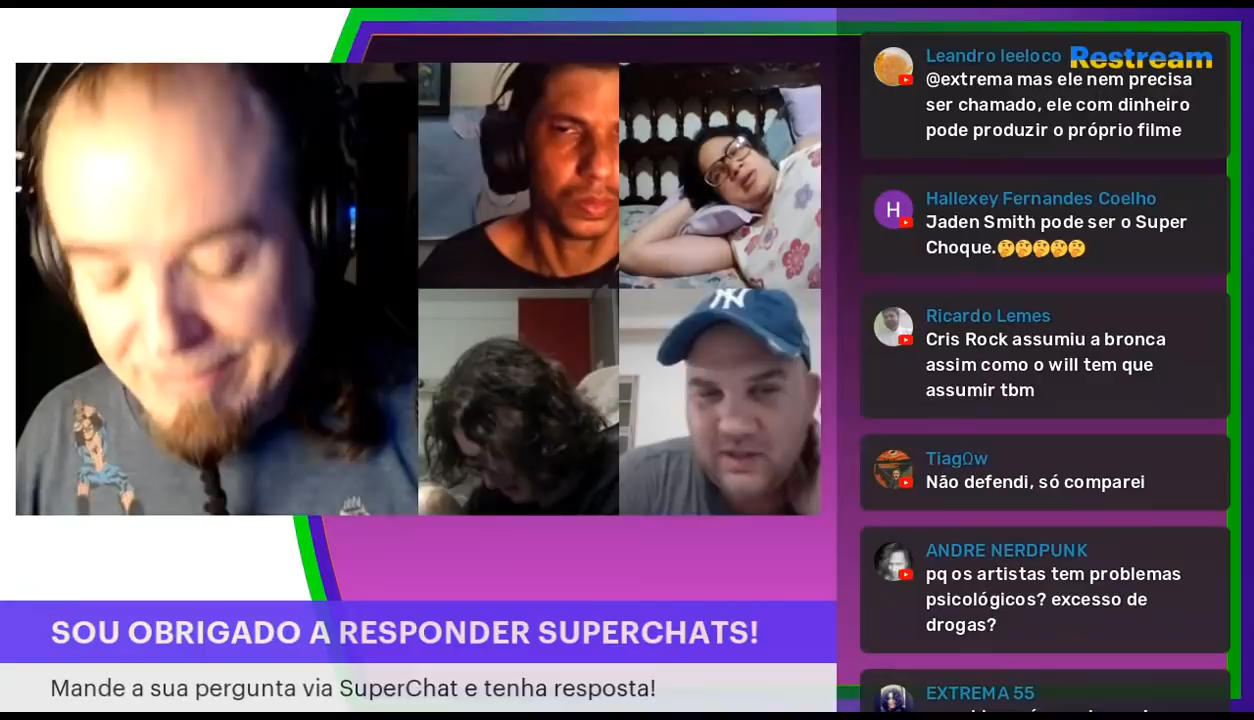 Leandro leeloco
Restream
@extrema mas ele nem precisa
ser chamado, ele com dinheiro
pode produzir o próprio filme
H
Hallexey Fernandes Coelho
Jaden Smith pode ser o Super
Choque.🤔🤔🤔🤔🤔
Ricardo Lemes
Cris Rock assumiu a bronca
assim como o will tem que
assumir tbm
TiagΩw
Não defendi, só comparei
ANDRE NERDPUNK
pq os artistas tem problemas
psicológicos? excesso de
drogas?
EXTREMA 55
NY
SOU OBRIGADO A RESPONDER SUPERCHATS!
Mande a sua pergunta via SuperChat e tenha resposta!